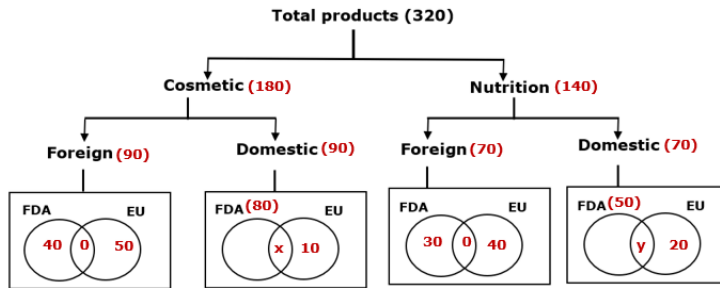 Total products (320)
Cosmetic (180) Nutrition (140)
Foreign (90) Domestic (90) Foreign (70) Domestic (70)
FDA EU FDA (80) EU FDA EU FDA (50) EU
40 0 50 x 10 30 0 40 y 20